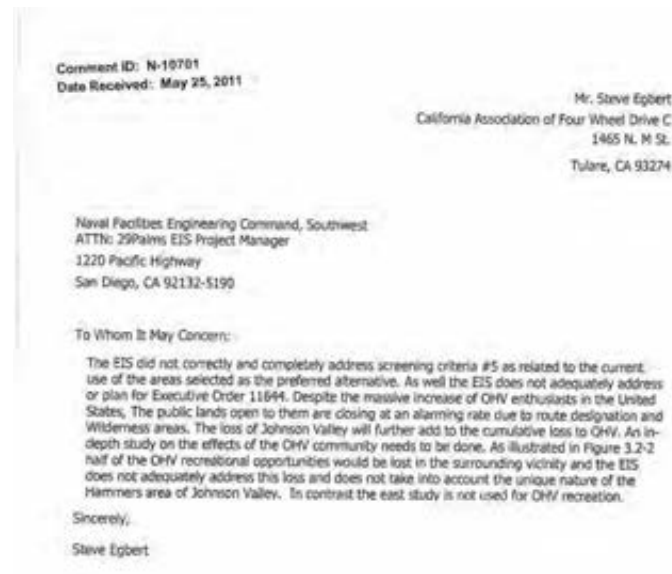 Comment ID: N-10701
Date Received: May 25, 2011
Mr. Steve Egbert
California Association of Four Wheel Drive C
1465 N. M St.
Tulare, CA 93274
Naval Facilities Engineering Command, Southwest
ATTN: 29Palms EIS Project Manager
1220 Pacific Highway
San Diego, CA 92132-5190
To Whom It May Concern:
The EIS did not correctly and completely address screening criteria #5 as related to the current
use of the areas selected as the preferred alternative. As well the EIS does not adequately address
or plan for Executive Order 11644. Despite the massive increase of OHV enthusiasts in the United
States, The public lands open to them are closing at an alarming rate due to route designation and
Wilderness areas. The loss of Johnson Valley will further add to the cumulative loss to OHV. An in-
depth study on the effects of the OHV community needs to be done. As illustrated in Figure 3.2-2
half of the OHV recreational opportunities would be lost in the surrounding vicinity and the EIS
does not adequately address this loss and does not take into account the unique nature of the
Hammers area of Johnson Valley. In contrast the east study is not used for OHV recreation.
Sincerely,
Steve Egbert